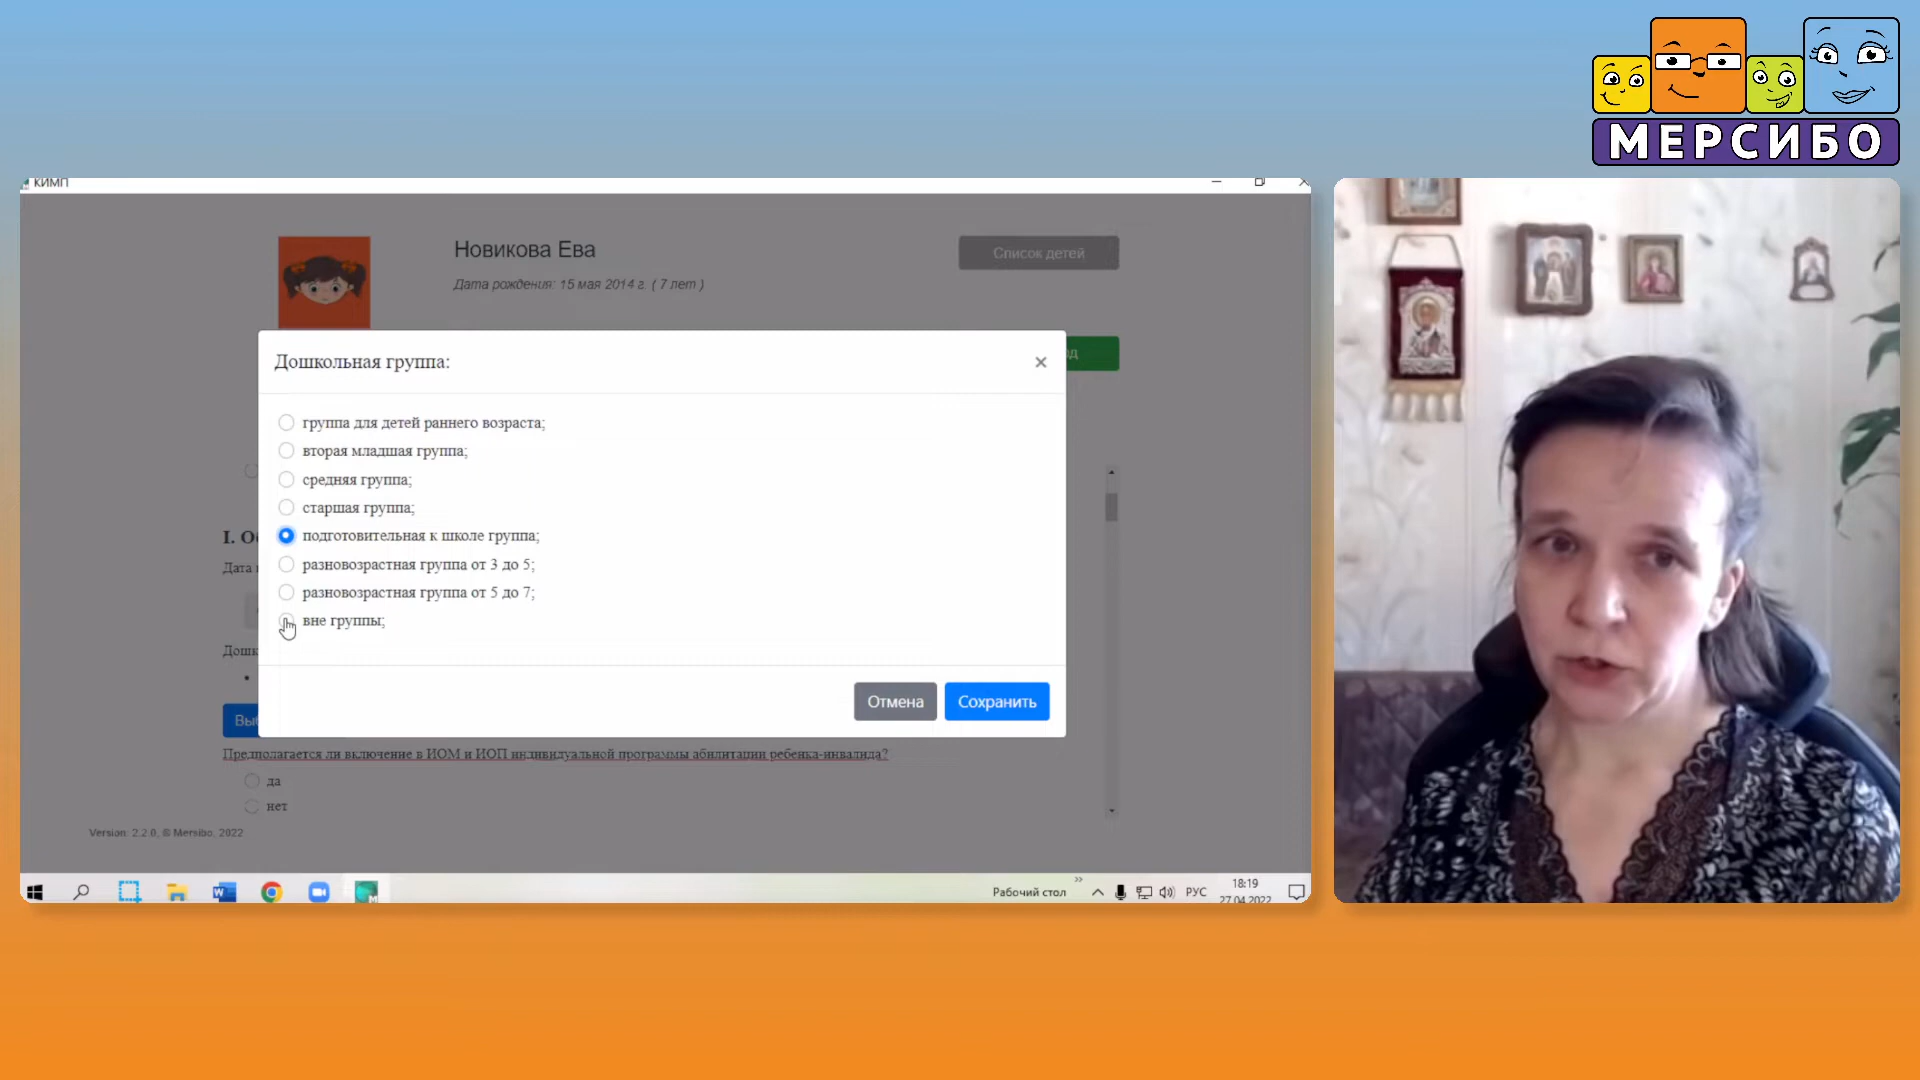 МЕРСИБО
КИМП
Новикова Ева
Дата рождения: 15 мая 2014 г. ( 7 лет )
Список детей
Дошкольная группа:
группа для детей раннего возраста;
вторая младшая группа;
средняя группа;
старшая группа;
подготовительная к школе группа;
разновозрастная группа от 3 до 5;
разновозрастная группа от 5 до 7;
вне группы;
I. О
Дата
Отмена
Сохранить
Предполагается ли включение в ИОМ и ИОП индивидуальной программы абилитации ребенка-инвалида?
да
нет
Version: 2.2.0, © Mersibo, 2022
Рабочий стол
РУС
18:19
27.04.2022